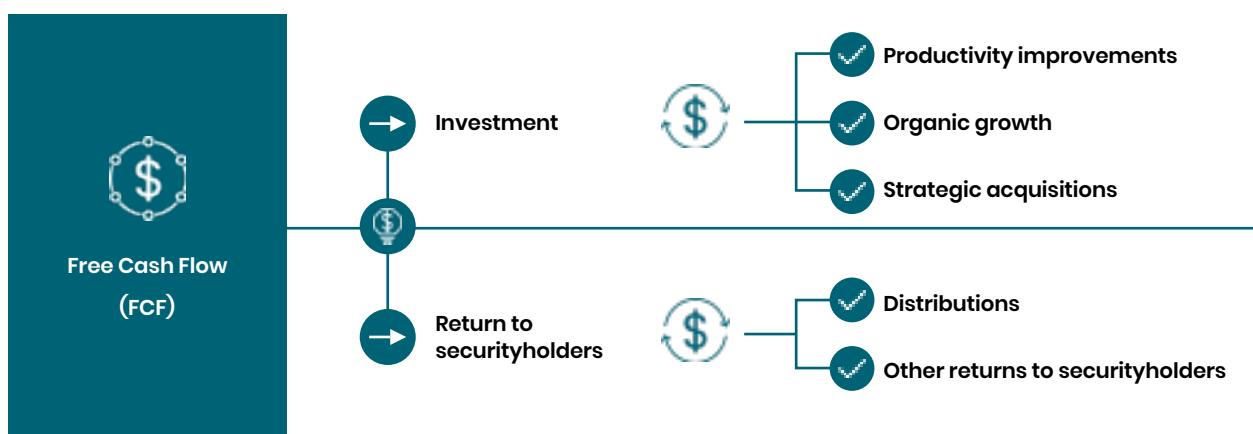 Free Cash Flow
(FCF)
Investment
Productivity improvements
Organic growth
Strategic acquisitions
Return to
securityholders
Distributions
Other returns to securityholders